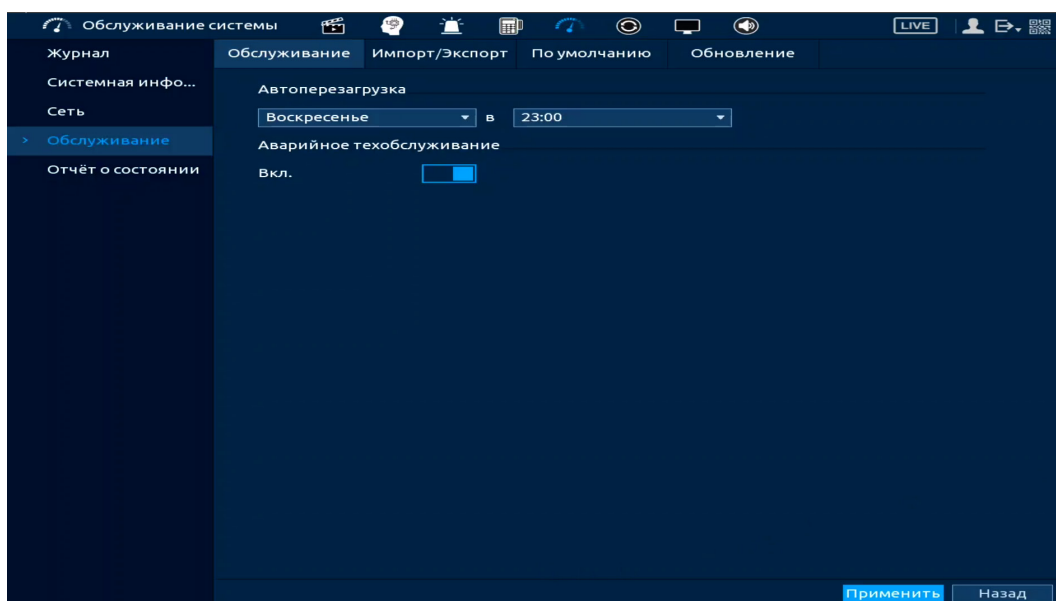 Обслуживание системы
LIVE
Журнал
Системная инфо...
Сеть
> Обслуживание
Отчёт о состоянии
Обслуживание Импорт/Экспорт По умолчанию Обновление
Автоперезагрузка
Воскресенье в 23:00
Аварийное техобслуживание
Вкл.
Применить Назад